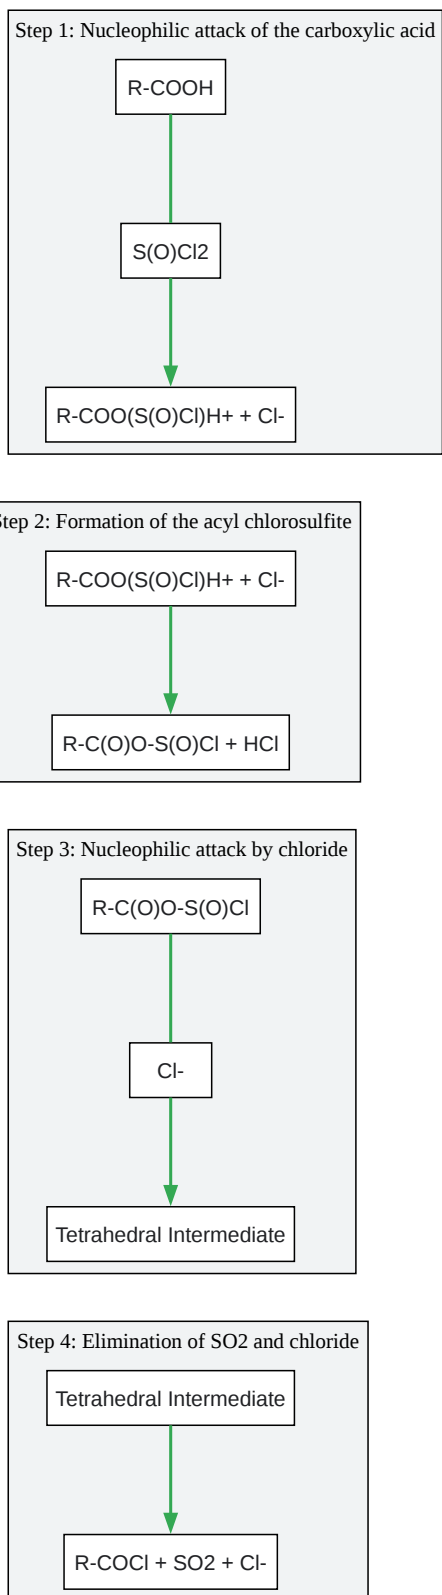 Step 1: Nucleophilic attack of the carboxylic acid
R-COOH
S(O)Cl2
R-COO(S(O)Cl)H+ + Cl-
Step 2: Formation of the acyl chlorosulfite
R-COO(S(O)Cl)H+ + Cl-
R-C(O)O-S(O)Cl + HCl
Step 3: Nucleophilic attack by chloride
R-C(O)O-S(O)Cl
Cl-
Tetrahedral Intermediate
Step 4: Elimination of SO2 and chloride
Tetrahedral Intermediate
R-COCl + SO2 + Cl-